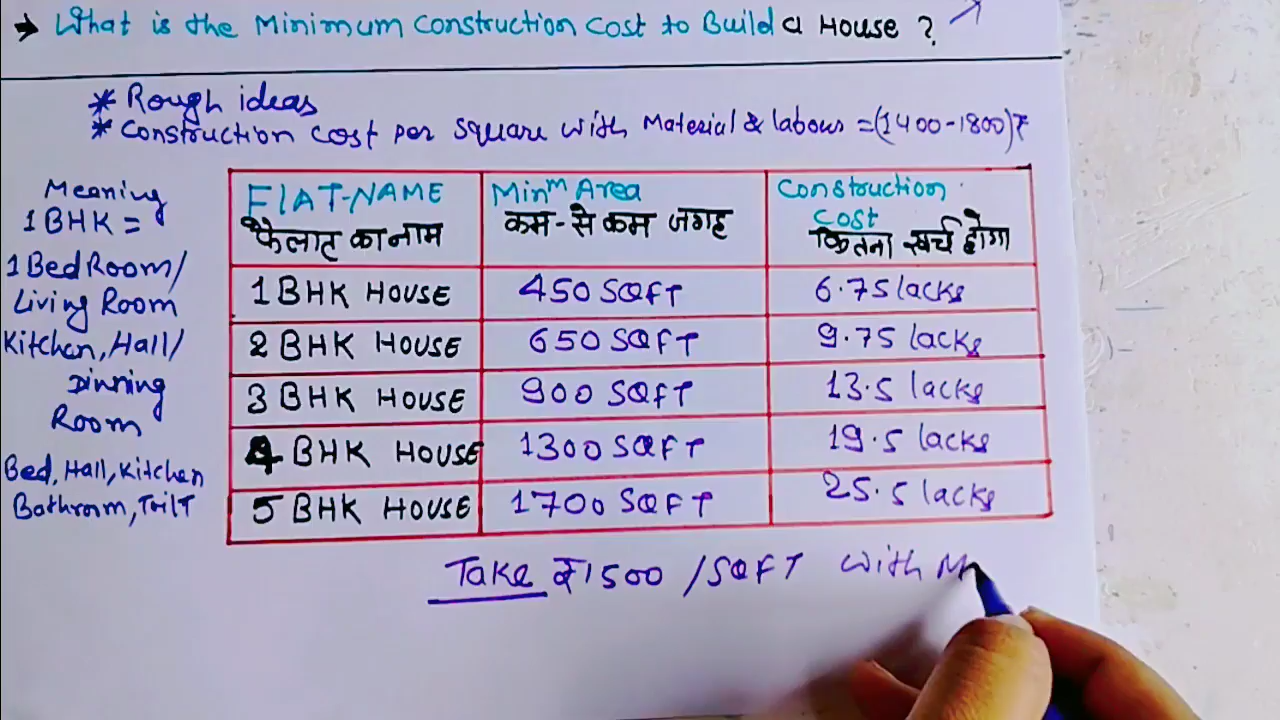 → What is the Minimum Construction Cost to Build a House ?
* Rough ideas
* Construction cost per square with Material & labour = (1400-1800)₹
Meaning
1BHK =
1 Bed Room/
Living Room
Kitchen, Hall/
Dinning
Room
Bed, Hall, Kitchen
Bathroom, Toilt
FlAT-NAME Minᵐ Area Construction Cost
फैलात का नाम कम-से कम जगह कितना खर्च होगा
1 BHK HOUSE 450 SQFT 6.75 lacks
2 BHK HOUSE 650 SQFT 9.75 lacks
3 BHK HOUSE 900 SQFT 13.5 lacks
4 BHK HOUSE 1300 SQFT 19.5 lacks
5 BHK HOUSE 1700 SQFT 25.5 lacks
Take ₹1500 /SQFT with M